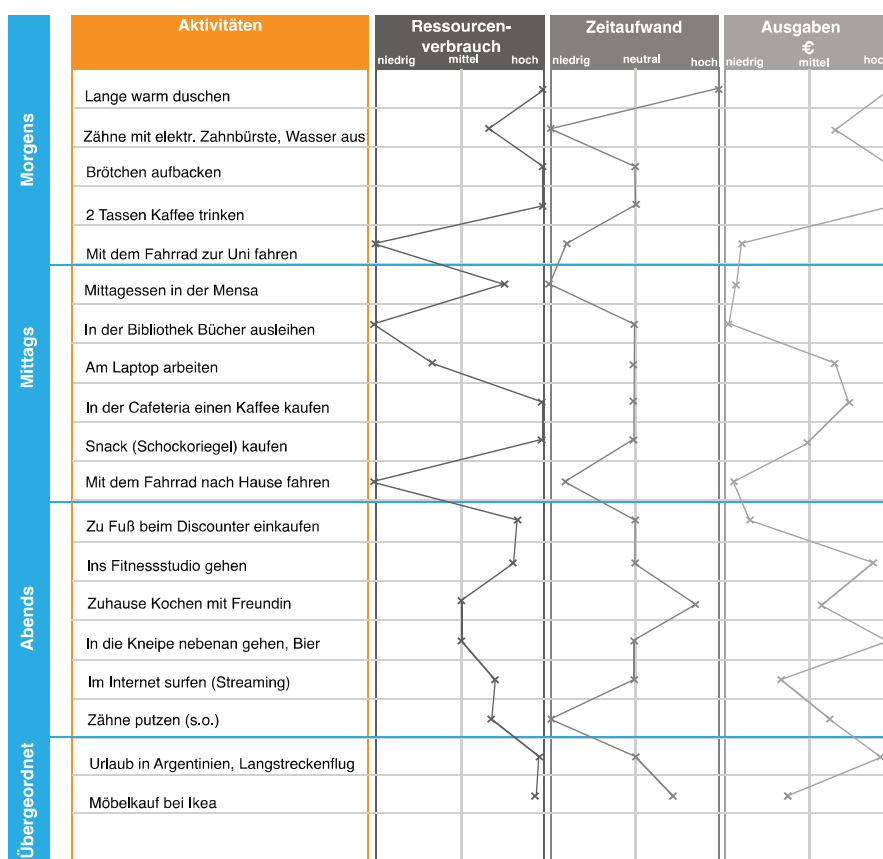 Aktivitäten
Ressourcen-
verbrauch
niedrig mittel hoch
Zeitaufwand
niedrig neutral hoch
Ausgaben
€
niedrig mittel
Morgens
Lange warm duschen
Zähne mit elektr. Zahnbürste, Wasser aus
Brötchen aufbacken
2 Tassen Kaffee trinken
Mit dem Fahrrad zur Uni fahren
Mittags
Mittagessen in der Mensa
In der Bibliothek Bücher ausleihen
Am Laptop arbeiten
In der Cafeteria einen Kaffee kaufen
Snack (Schockoriegel) kaufen
Mit dem Fahrrad nach Hause fahren
Abends
Zu Fuß beim Discounter einkaufen
Ins Fitnessstudio gehen
Zuhause Kochen mit Freundin
In die Kneipe nebenan gehen, Bier
Im Internet surfen (Streaming)
Zähne putzen (s.o.)
Übergeordnet
Urlaub in Argentinien, Langstreckenflug
Möbelkauf bei Ikea